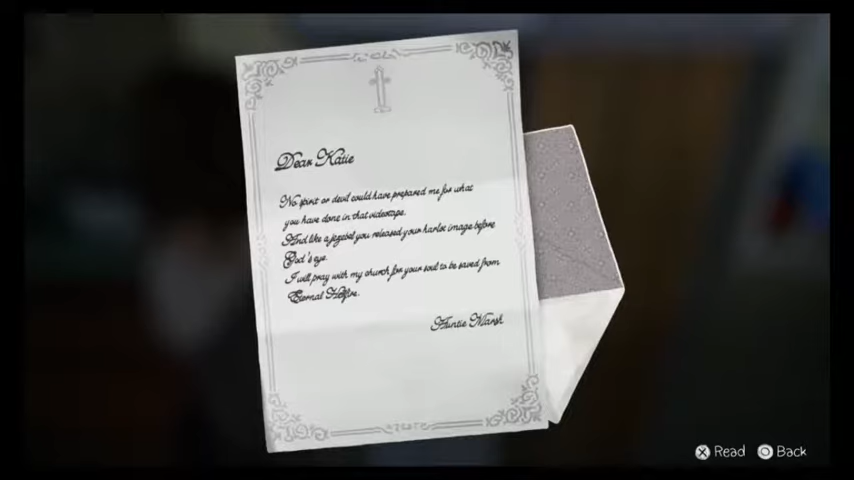 Dear Katie
No spirit or devil could have prepared me for what
you have done in that videotape.
And like a jezebel you released your harlot image before
God's eye.
I will pray with my church for your soul to be saved from
Eternal Hellfire.
Auntie Marsh
Read Back